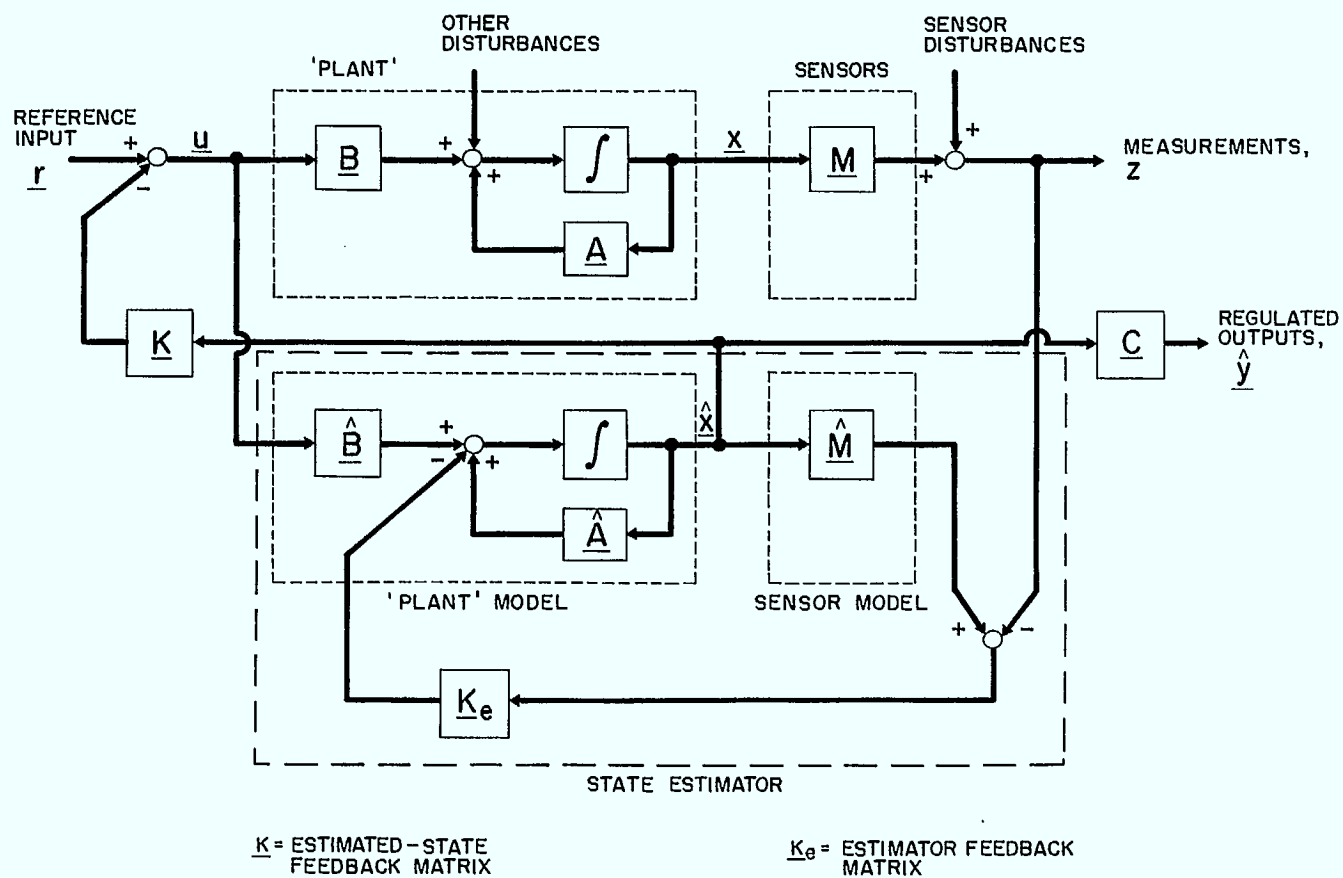 OTHER
DISTURBANCES
SENSOR
DISTURBANCES
'PLANT'
SENSORS
REFERENCE
INPUT
r
+
-
u
B
+
+
∫
A
x
M
+
+
MEASUREMENTS,
z
K
C
REGULATED
OUTPUTS,
ŷ
B̂
+
-
+
∫
Â
x̂
M̂
'PLANT' MODEL
SENSOR MODEL
+
-
Ke
STATE ESTIMATOR
K = ESTIMATED-STATE
FEEDBACK MATRIX
Ke = ESTIMATOR FEEDBACK
MATRIX